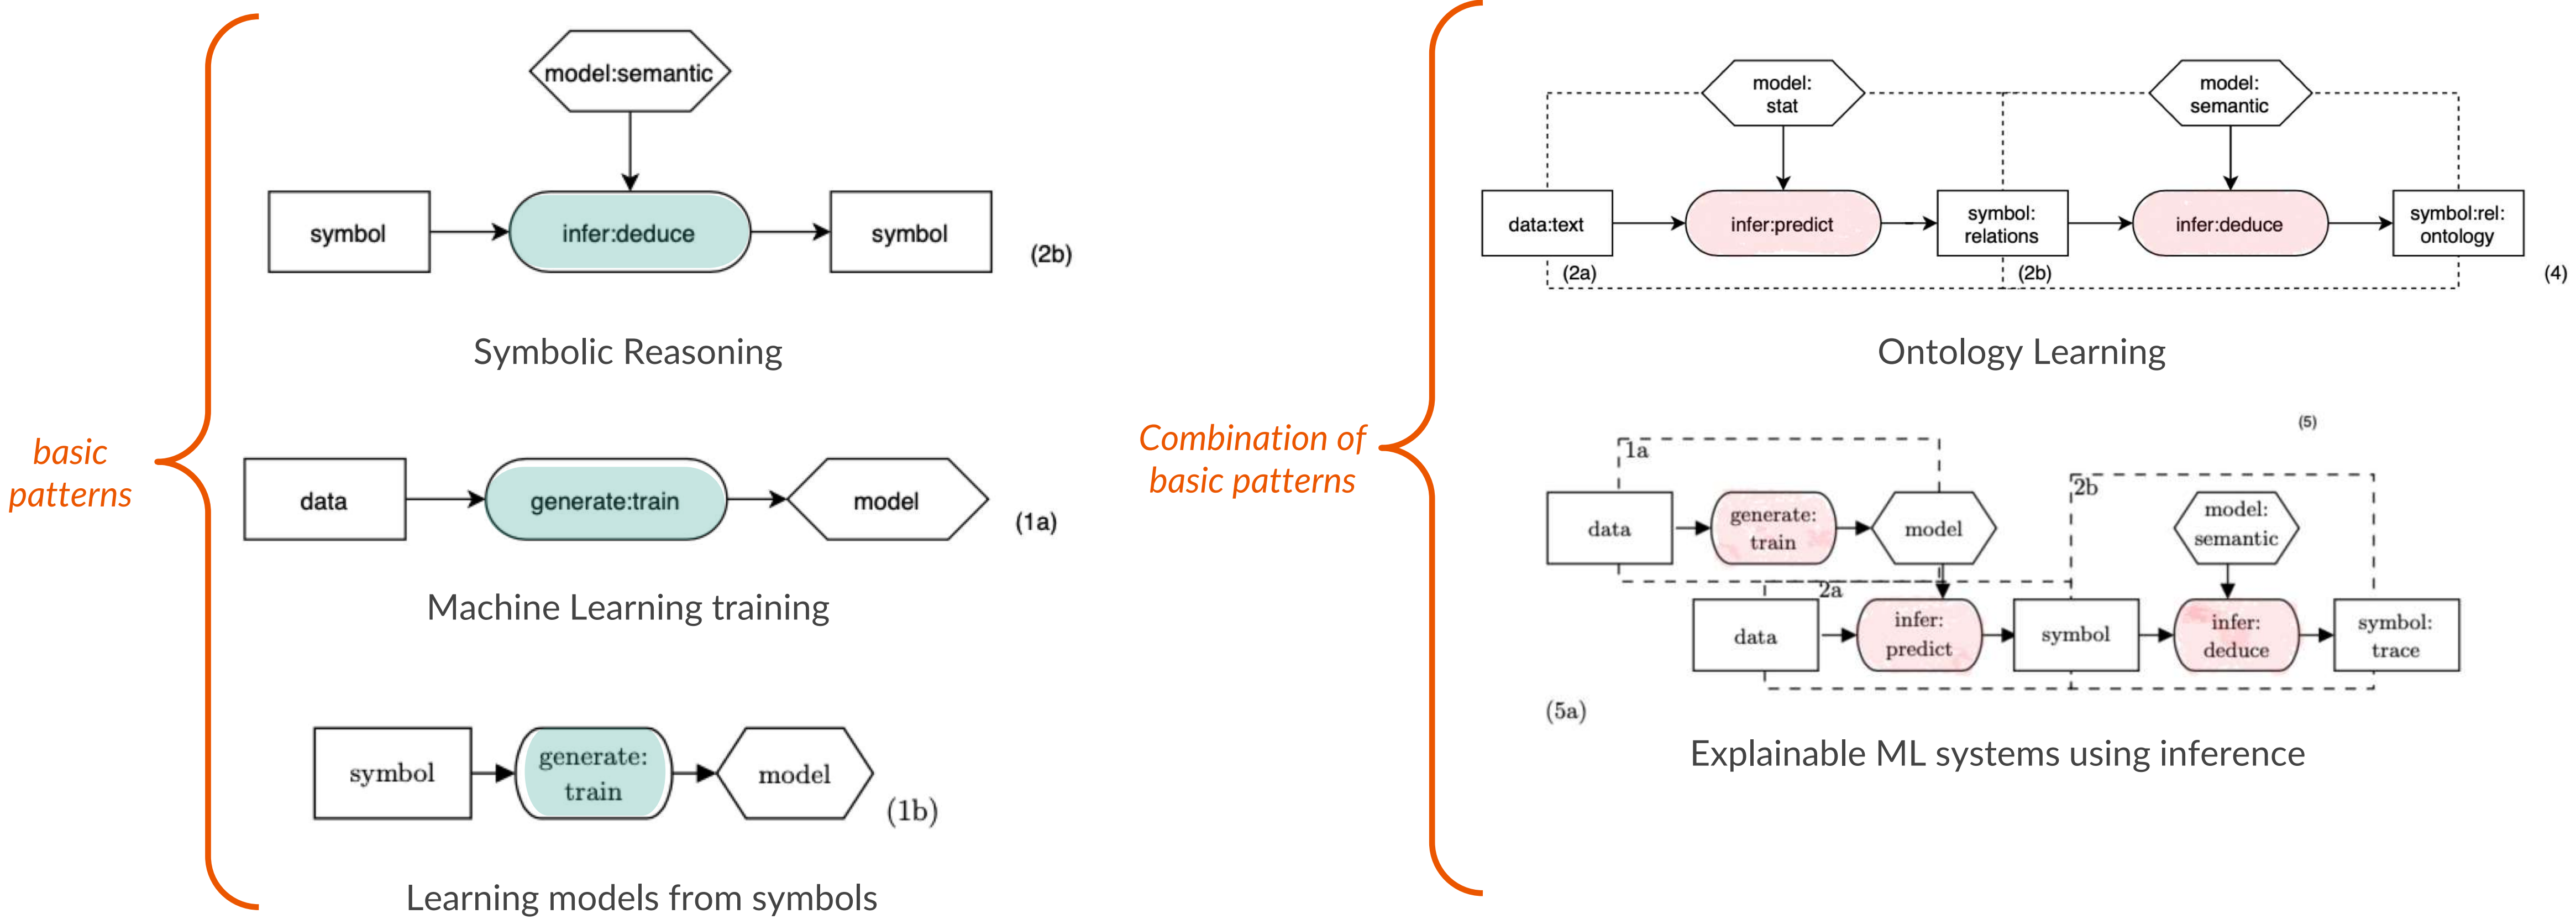 basic
patterns
model:semantic
symbol
infer:deduce
symbol
(2b)
Symbolic Reasoning
data
generate:train
model
(1a)
Machine Learning training
symbol
generate:
train
model
(1b)
Learning models from symbols
Combination of
basic patterns
model:
stat
model:
semantic
data:text
infer:predict
symbol:
relations
infer:deduce
symbol:rel:
ontology
(2a)
(2b)
(4)
Ontology Learning
(5)
1a
data
generate:
train
model
2b
model:
semantic
2a
data
infer:
predict
symbol
infer:
deduce
symbol:
trace
(5a)
Explainable ML systems using inference